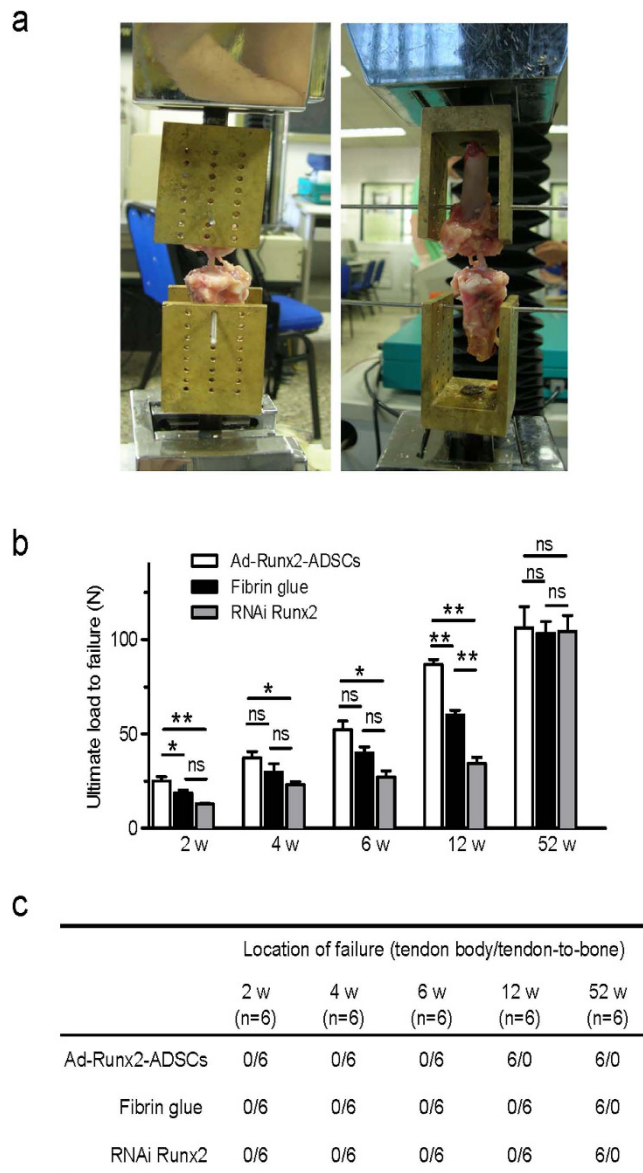 a
b
Ultimate load to failure (N)
100
50
0
Ad-Runx2-ADSCs
Fibrin glue
RNAi Runx2
** * ns
* ns ns
* ns ns
** ** **
ns ns ns
2 w 4 w 6 w 12 w 52 w
c
Location of failure (tendon body/tendon-to-bone)
2 w 4 w 6 w 12 w 52 w
(n=6) (n=6) (n=6) (n=6) (n=6)
Ad-Runx2-ADSCs 0/6 0/6 0/6 6/0 6/0
Fibrin glue 0/6 0/6 0/6 0/6 6/0
RNAi Runx2 0/6 0/6 0/6 0/6 6/0